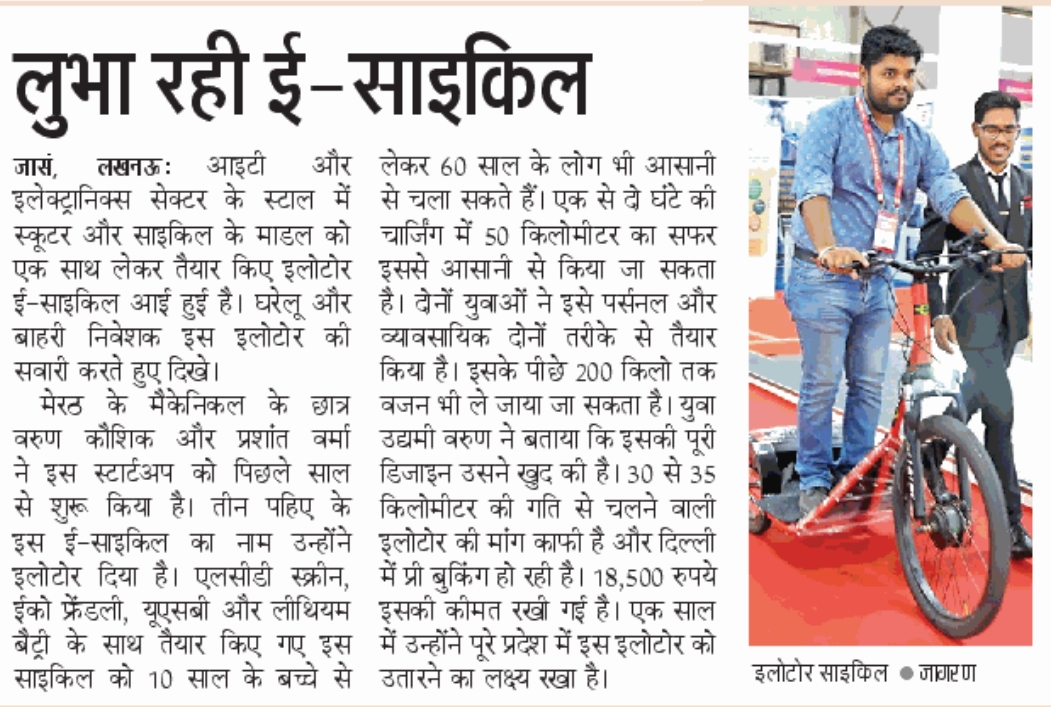 लुभा रही ई-साइकिल
जासं, लखनऊ: आइटी और
इलेक्ट्रानिक्स सेक्टर के स्टाल में
स्कूटर और साइकिल के माडल को
एक साथ लेकर तैयार किए इलोटोर
ई-साइकिल आई हुई है। घरेलू और
बाहरी निवेशक इस इलोटोर की
सवारी करते हुए दिखे।
मेरठ के मैकेनिकल के छात्र
वरुण कौशिक और प्रशांत वर्मा
ने इस स्टार्टअप को पिछले साल
से शुरू किया है। तीन पहिए के
इस ई-साइकिल का नाम उन्होंने
इलोटोर दिया है। एलसीडी स्क्रीन,
ईको फ्रेंडली, यूएसबी और लीथियम
बैट्री के साथ तैयार किए गए इस
साइकिल को 10 साल के बच्चे से
लेकर 60 साल के लोग भी आसानी
से चला सकते हैं। एक से दो घंटे की
चार्जिंग में 50 किलोमीटर का सफर
इससे आसानी से किया जा सकता
है। दोनों युवाओं ने इसे पर्सनल और
व्यावसायिक दोनों तरीके से तैयार
किया है। इसके पीछे 200 किलो तक
वजन भी ले जाया जा सकता है। युवा
उद्यमी वरुण ने बताया कि इसकी पूरी
डिजाइन उसने खुद की है। 30 से 35
किलोमीटर की गति से चलने वाली
इलोटोर की मांग काफी है और दिल्ली
में प्री बुकिंग हो रही है। 18,500 रुपये
इसकी कीमत रखी गई है। एक साल
में उन्होंने पूरे प्रदेश में इस इलोटोर को
उतारने का लक्ष्य रखा है।
इलोटोर साइकिल ● जागरण